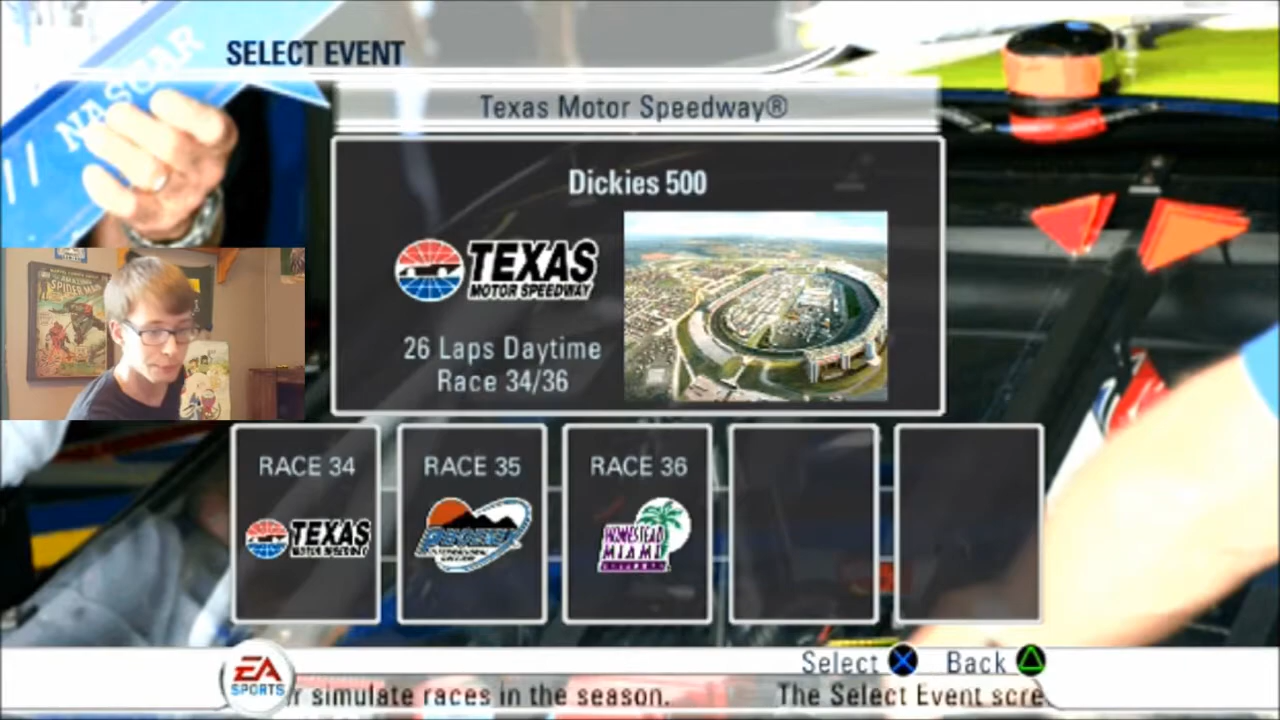 // NASCAR
SELECT EVENT
Texas Motor Speedway®
Dickies 500
TEXAS
MOTOR SPEEDWAY
26 Laps Daytime
Race 34/36
SPIDER-MAN
RACE 34
RACE 35
RACE 36
TEXAS
MOTOR SPEEDWAY
HOMESTEAD
MIAMI
Select Back
EA
SPORTS
r simulate races in the season. The Select Event scre